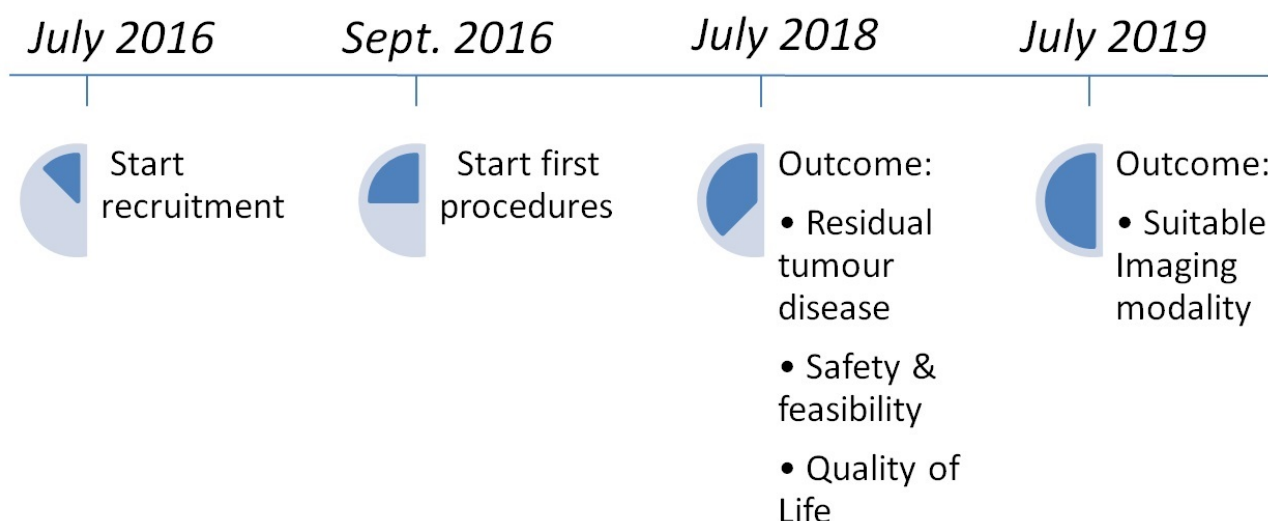 July 2016
Sept. 2016
July 2018
July 2019
Start
recruitment
Start first
procedures
Outcome:
• Residual
tumour
disease
• Safety &
feasibility
• Quality of
Life
Outcome:
• Suitable
Imaging
modality